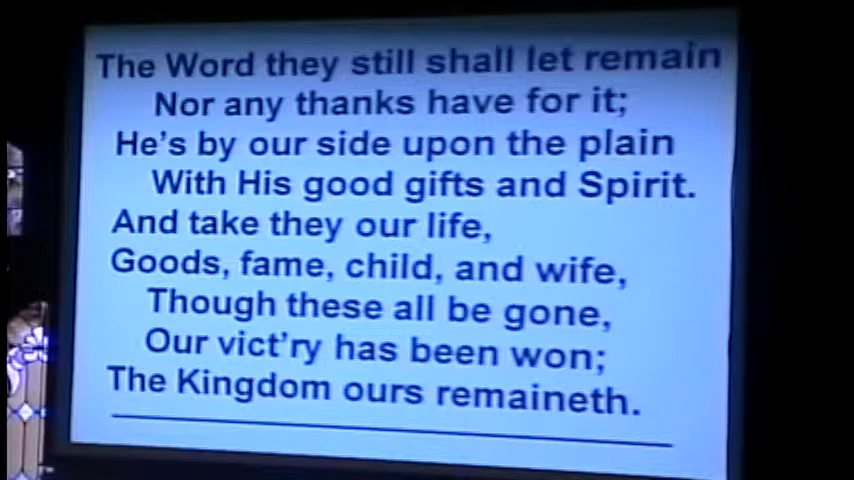 The Word they still shall let remain
Nor any thanks have for it;
He's by our side upon the plain
With His good gifts and Spirit.
And take they our life,
Goods, fame, child, and wife,
Though these all be gone,
Our vict'ry has been won;
The Kingdom ours remaineth.